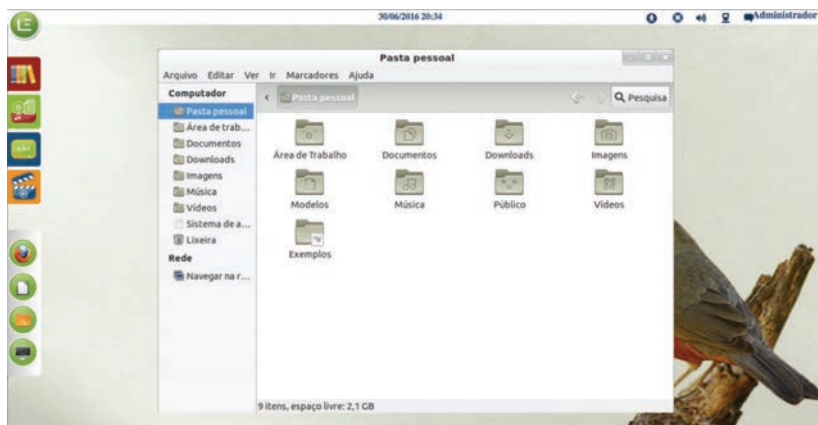 30/06/2016 20:34
Administrador
Pasta pessoal
Arquivo Editar Ver Ir Marcadores Ajuda
Computador
Pasta pessoal
Área de trab...
Documentos
Downloads
Imagens
Música
Vídeos
Sistema de a...
Lixeira
Rede
Navegar na r...
Pasta pessoal
Pesquisa
Área de Trabalho Documentos Downloads Imagens
Modelos Música Público Vídeos
Exemplos
9 itens, espaço livre: 2,1 GB